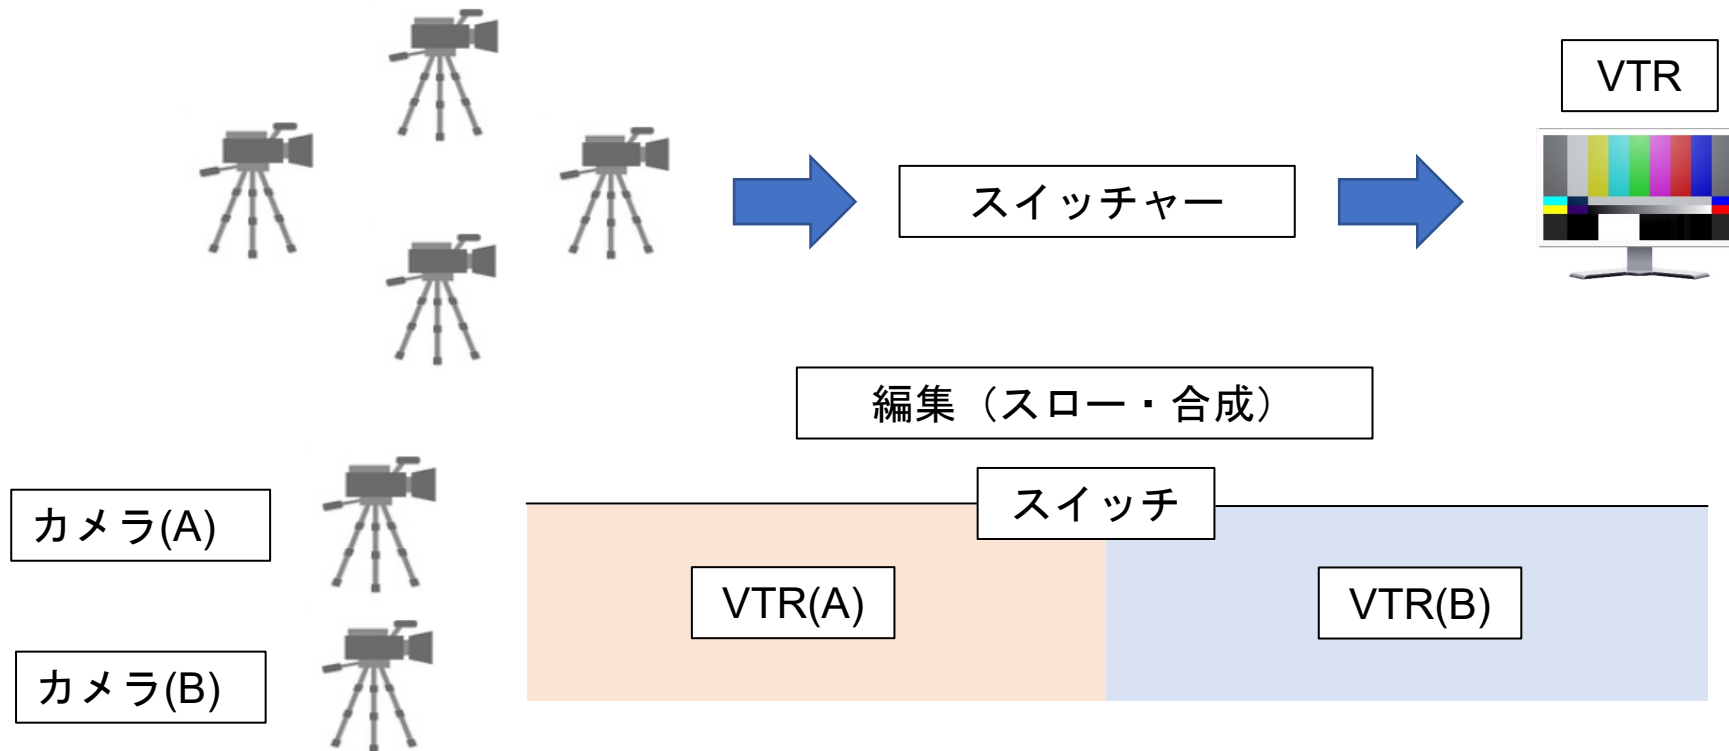 VTR
スイッチャー
編集（スロー・合成）
スイッチ
カメラ(A)
VTR(A)
VTR(B)
カメラ(B)